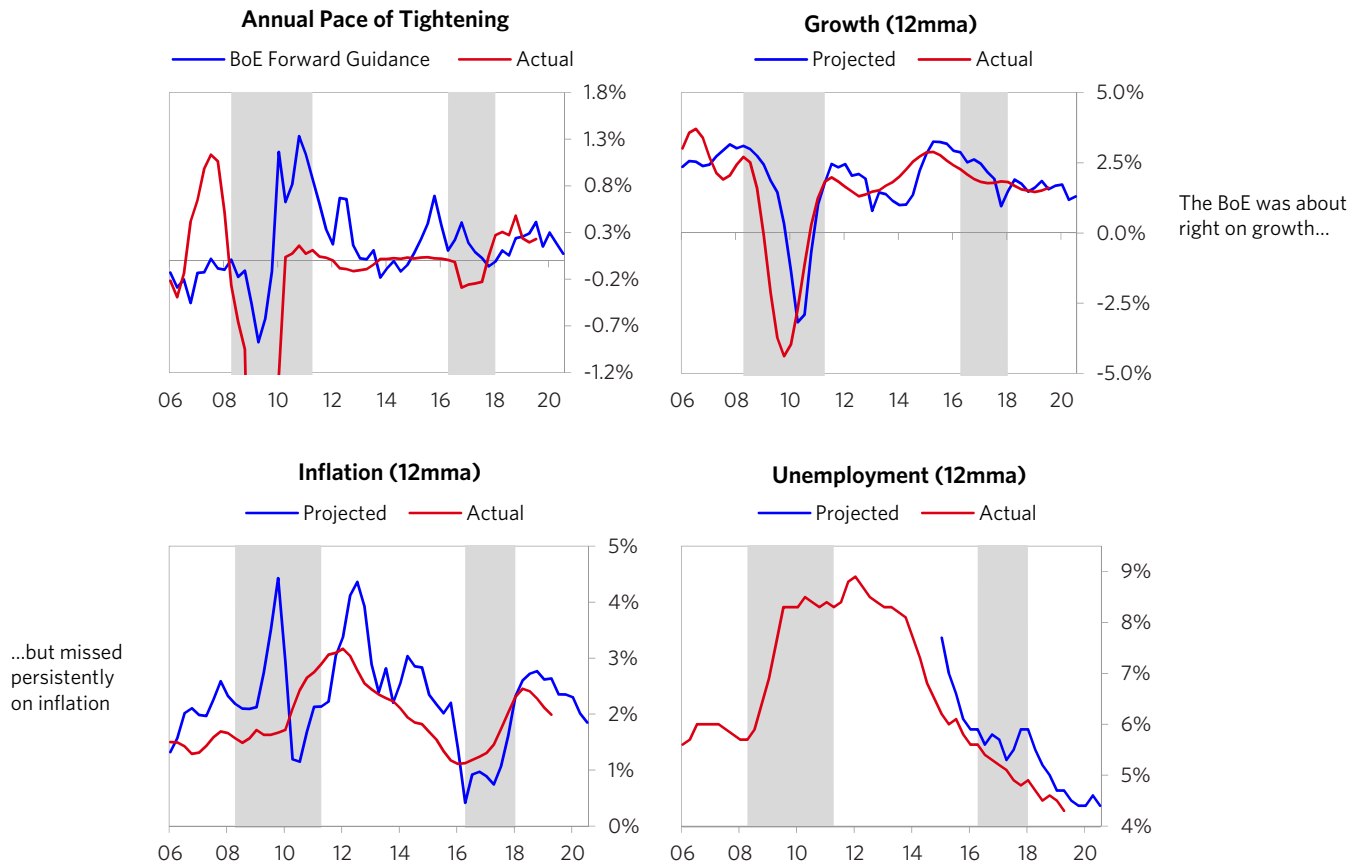 Annual Pace of Tightening
BoE Forward Guidance Actual
1.8%
1.3%
0.8%
0.3%
-0.2%
-0.7%
-1.2%
06 08 10 12 14 16 18 20
Growth (12mma)
Projected Actual
5.0%
2.5%
0.0%
-2.5%
-5.0%
06 08 10 12 14 16 18 20
The BoE was about
right on growth...
...but missed
persistently
on inflation
Inflation (12mma)
Projected Actual
5%
4%
3%
2%
1%
0%
06 08 10 12 14 16 18 20
Unemployment (12mma)
Projected Actual
9%
8%
7%
6%
5%
4%
06 08 10 12 14 16 18 20